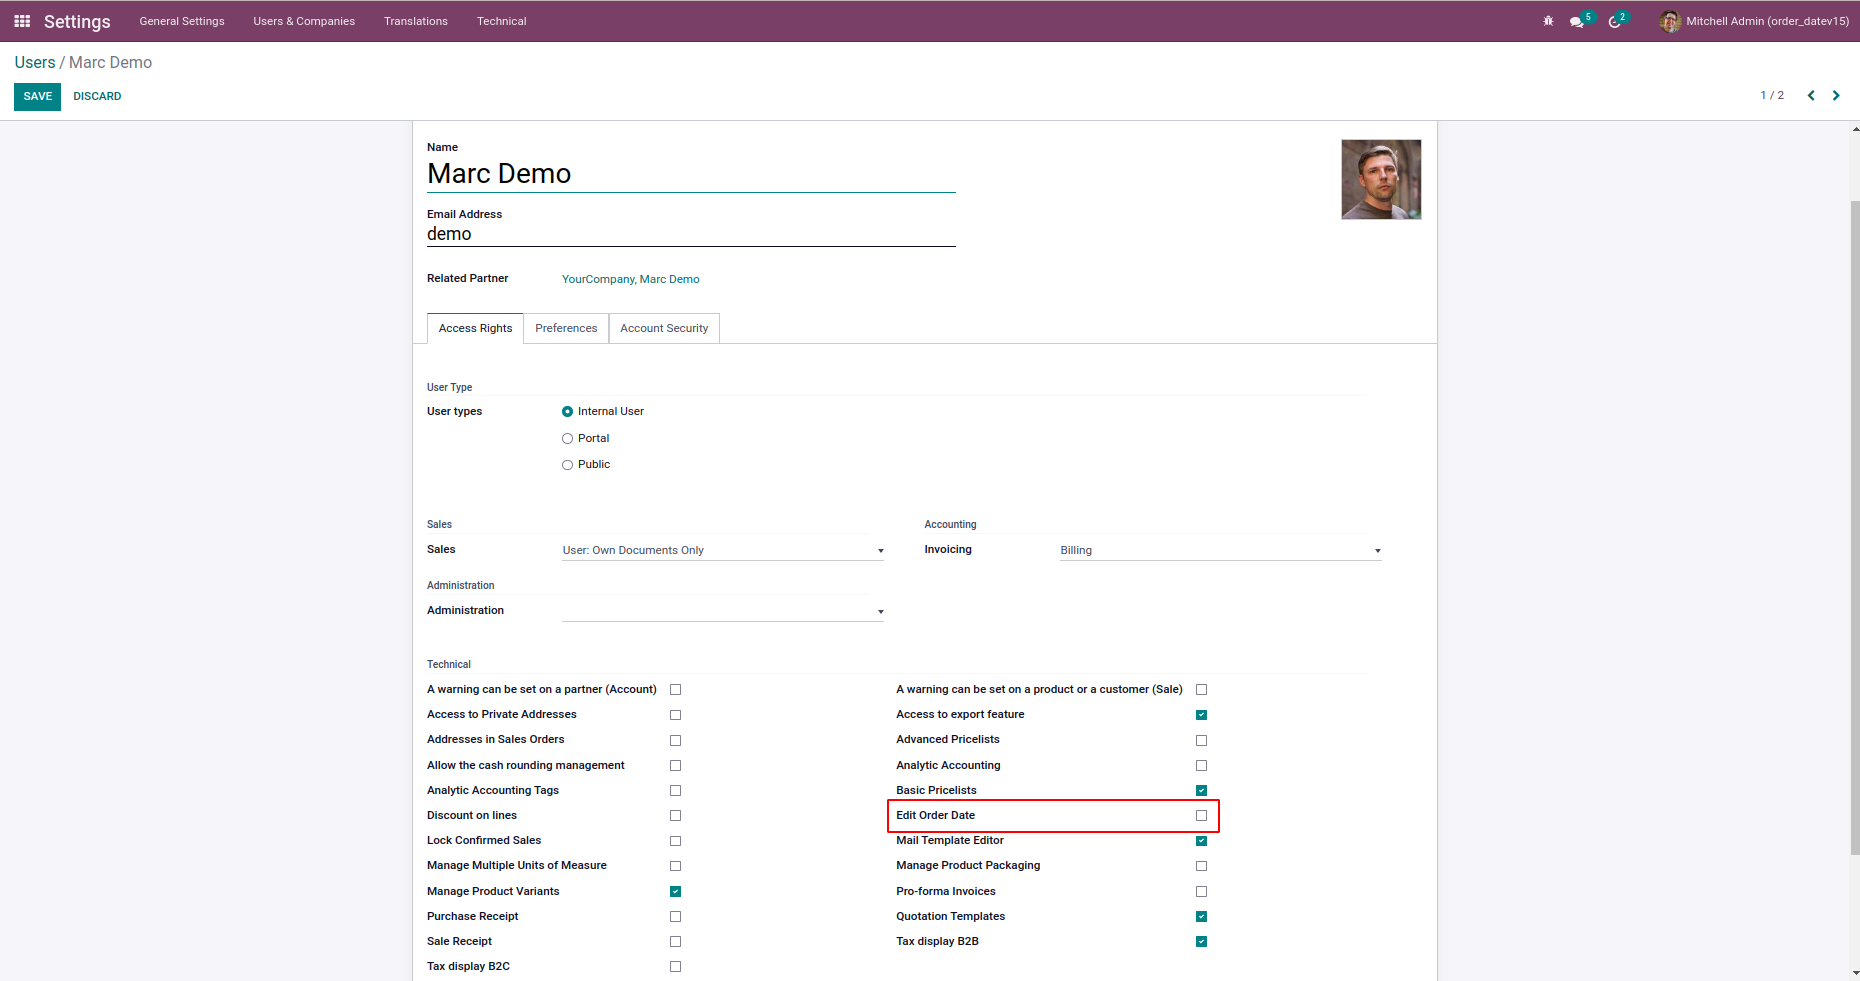 Settings General Settings Users & Companies Translations Technical 5 2 Mitchell Admin (order_datev15)
Users / Marc Demo
SAVE DISCARD 1 / 2
Name
Marc Demo
Email Address
demo
Related Partner YourCompany, Marc Demo
Access Rights Preferences Account Security
User Type
User types Internal User
Portal
Public
Sales Accounting
Sales User: Own Documents Only Invoicing Billing
Administration
Administration
Technical
A warning can be set on a partner (Account) A warning can be set on a product or a customer (Sale)
Access to Private Addresses Access to export feature
Addresses in Sales Orders Advanced Pricelists
Allow the cash rounding management Analytic Accounting
Analytic Accounting Tags Basic Pricelists
Discount on lines Edit Order Date
Lock Confirmed Sales Mail Template Editor
Manage Multiple Units of Measure Manage Product Packaging
Manage Product Variants Pro-forma Invoices
Purchase Receipt Quotation Templates
Sale Receipt Tax display B2B
Tax display B2C